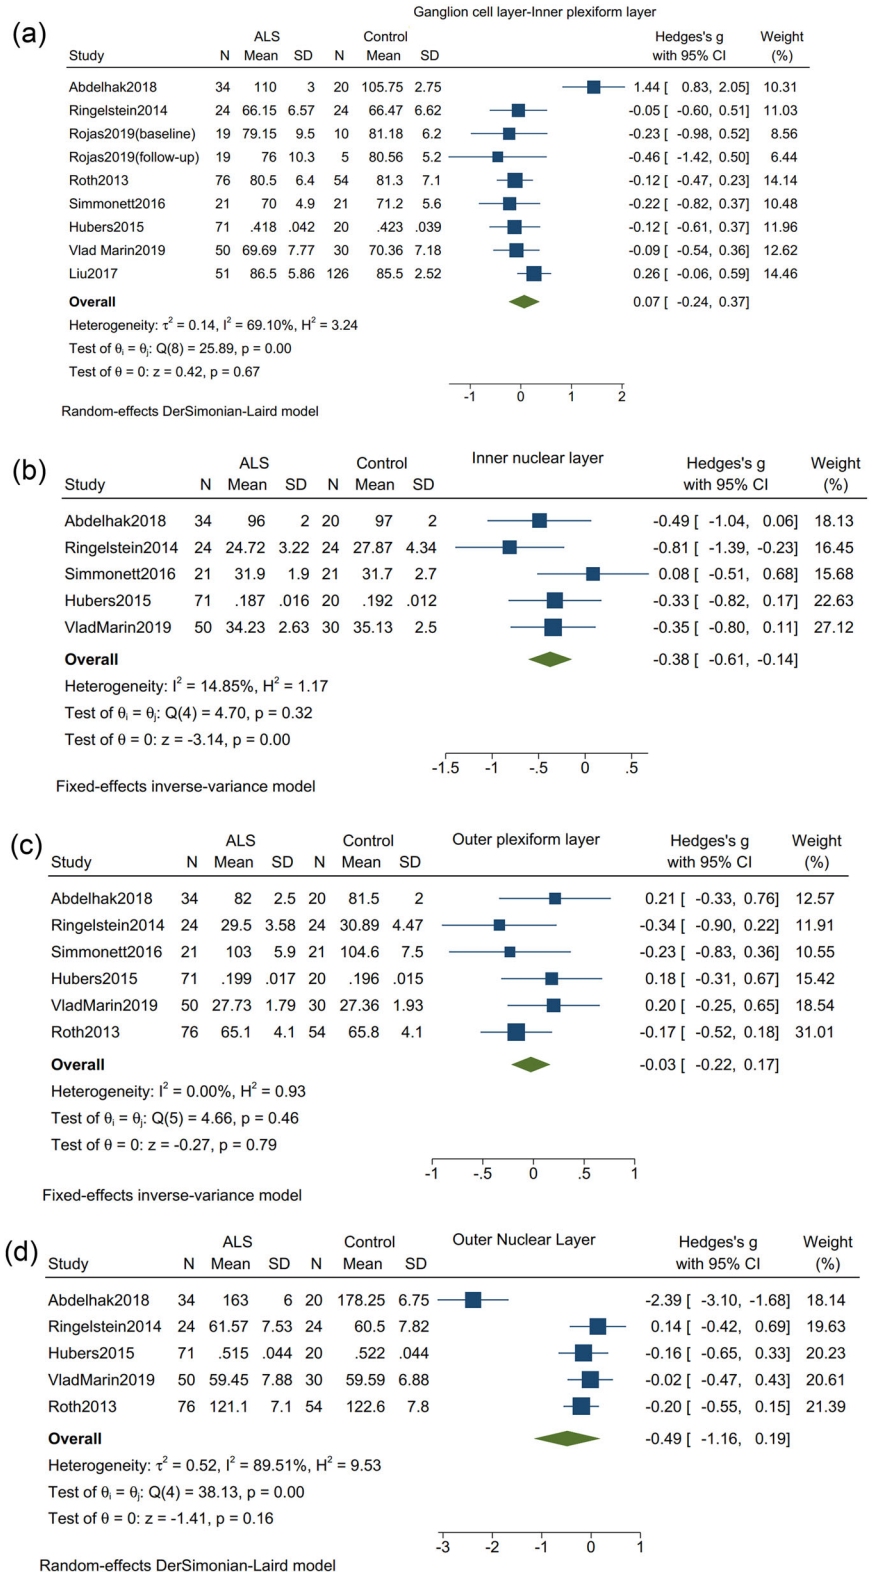 (a)
Ganglion cell layer-Inner plexiform layer
ALS Control Hedges's g Weight
Study N Mean SD N Mean SD with 95% CI (%)
Abdelhak2018 34 110 3 20 105.75 2.75 1.44 [ 0.83, 2.05] 10.31
Ringelstein2014 24 66.15 6.57 24 66.47 6.62 -0.05 [ -0.60, 0.51] 11.03
Rojas2019(baseline) 19 79.15 9.5 10 81.18 6.2 -0.23 [ -0.98, 0.52] 8.56
Rojas2019(follow-up) 19 76 10.3 5 80.56 5.2 -0.46 [ -1.42, 0.50] 6.44
Roth2013 76 80.5 6.4 54 81.3 7.1 -0.12 [ -0.47, 0.23] 14.14
Simmonett2016 21 70 4.9 21 71.2 5.6 -0.22 [ -0.82, 0.37] 10.48
Hubers2015 71 .418 .042 20 .423 .039 -0.12 [ -0.61, 0.37] 11.96
Vlad Marin2019 50 69.69 7.77 30 70.36 7.18 -0.09 [ -0.54, 0.36] 12.62
Liu2017 51 86.5 5.86 126 85.5 2.52 0.26 [ -0.06, 0.59] 14.46
Overall 0.07 [ -0.24, 0.37]
Heterogeneity: τ² = 0.14, I² = 69.10%, H² = 3.24
Test of θi = θj: Q(8) = 25.89, p = 0.00
Test of θ = 0: z = 0.42, p = 0.67
-1 0 1 2
Random-effects DerSimonian-Laird model
(b)
ALS Control Inner nuclear layer Hedges's g Weight
Study N Mean SD N Mean SD with 95% CI (%)
Abdelhak2018 34 96 2 20 97 2 -0.49 [ -1.04, 0.06] 18.13
Ringelstein2014 24 24.72 3.22 24 27.87 4.34 -0.81 [ -1.39, -0.23] 16.45
Simmonett2016 21 31.9 1.9 21 31.7 2.7 0.08 [ -0.51, 0.68] 15.68
Hubers2015 71 .187 .016 20 .192 .012 -0.33 [ -0.82, 0.17] 22.63
VladMarin2019 50 34.23 2.63 30 35.13 2.5 -0.35 [ -0.80, 0.11] 27.12
Overall -0.38 [ -0.61, -0.14]
Heterogeneity: I² = 14.85%, H² = 1.17
Test of θi = θj: Q(4) = 4.70, p = 0.32
Test of θ = 0: z = -3.14, p = 0.00
-1.5 -1 -.5 0 .5
Fixed-effects inverse-variance model
(c)
ALS Control Outer plexiform layer Hedges's g Weight
Study N Mean SD N Mean SD with 95% CI (%)
Abdelhak2018 34 82 2.5 20 81.5 2 0.21 [ -0.33, 0.76] 12.57
Ringelstein2014 24 29.5 3.58 24 30.89 4.47 -0.34 [ -0.90, 0.22] 11.91
Simmonett2016 21 103 5.9 21 104.6 7.5 -0.23 [ -0.83, 0.36] 10.55
Hubers2015 71 .199 .017 20 .196 .015 0.18 [ -0.31, 0.67] 15.42
VladMarin2019 50 27.73 1.79 30 27.36 1.93 0.20 [ -0.25, 0.65] 18.54
Roth2013 76 65.1 4.1 54 65.8 4.1 -0.17 [ -0.52, 0.18] 31.01
Overall -0.03 [ -0.22, 0.17]
Heterogeneity: I² = 0.00%, H² = 0.93
Test of θi = θj: Q(5) = 4.66, p = 0.46
Test of θ = 0: z = -0.27, p = 0.79
-1 -.5 0 .5 1
Fixed-effects inverse-variance model
(d)
ALS Control Outer Nuclear Layer Hedges's g Weight
Study N Mean SD N Mean SD with 95% CI (%)
Abdelhak2018 34 163 6 20 178.25 6.75 -2.39 [ -3.10, -1.68] 18.14
Ringelstein2014 24 61.57 7.53 24 60.5 7.82 0.14 [ -0.42, 0.69] 19.63
Hubers2015 71 .515 .044 20 .522 .044 -0.16 [ -0.65, 0.33] 20.23
VladMarin2019 50 59.45 7.88 30 59.59 6.88 -0.02 [ -0.47, 0.43] 20.61
Roth2013 76 121.1 7.1 54 122.6 7.8 -0.20 [ -0.55, 0.15] 21.39
Overall -0.49 [ -1.16, 0.19]
Heterogeneity: τ² = 0.52, I² = 89.51%, H² = 9.53
Test of θi = θj: Q(4) = 38.13, p = 0.00
Test of θ = 0: z = -1.41, p = 0.16
-3 -2 -1 0 1
Random-effects DerSimonian-Laird model